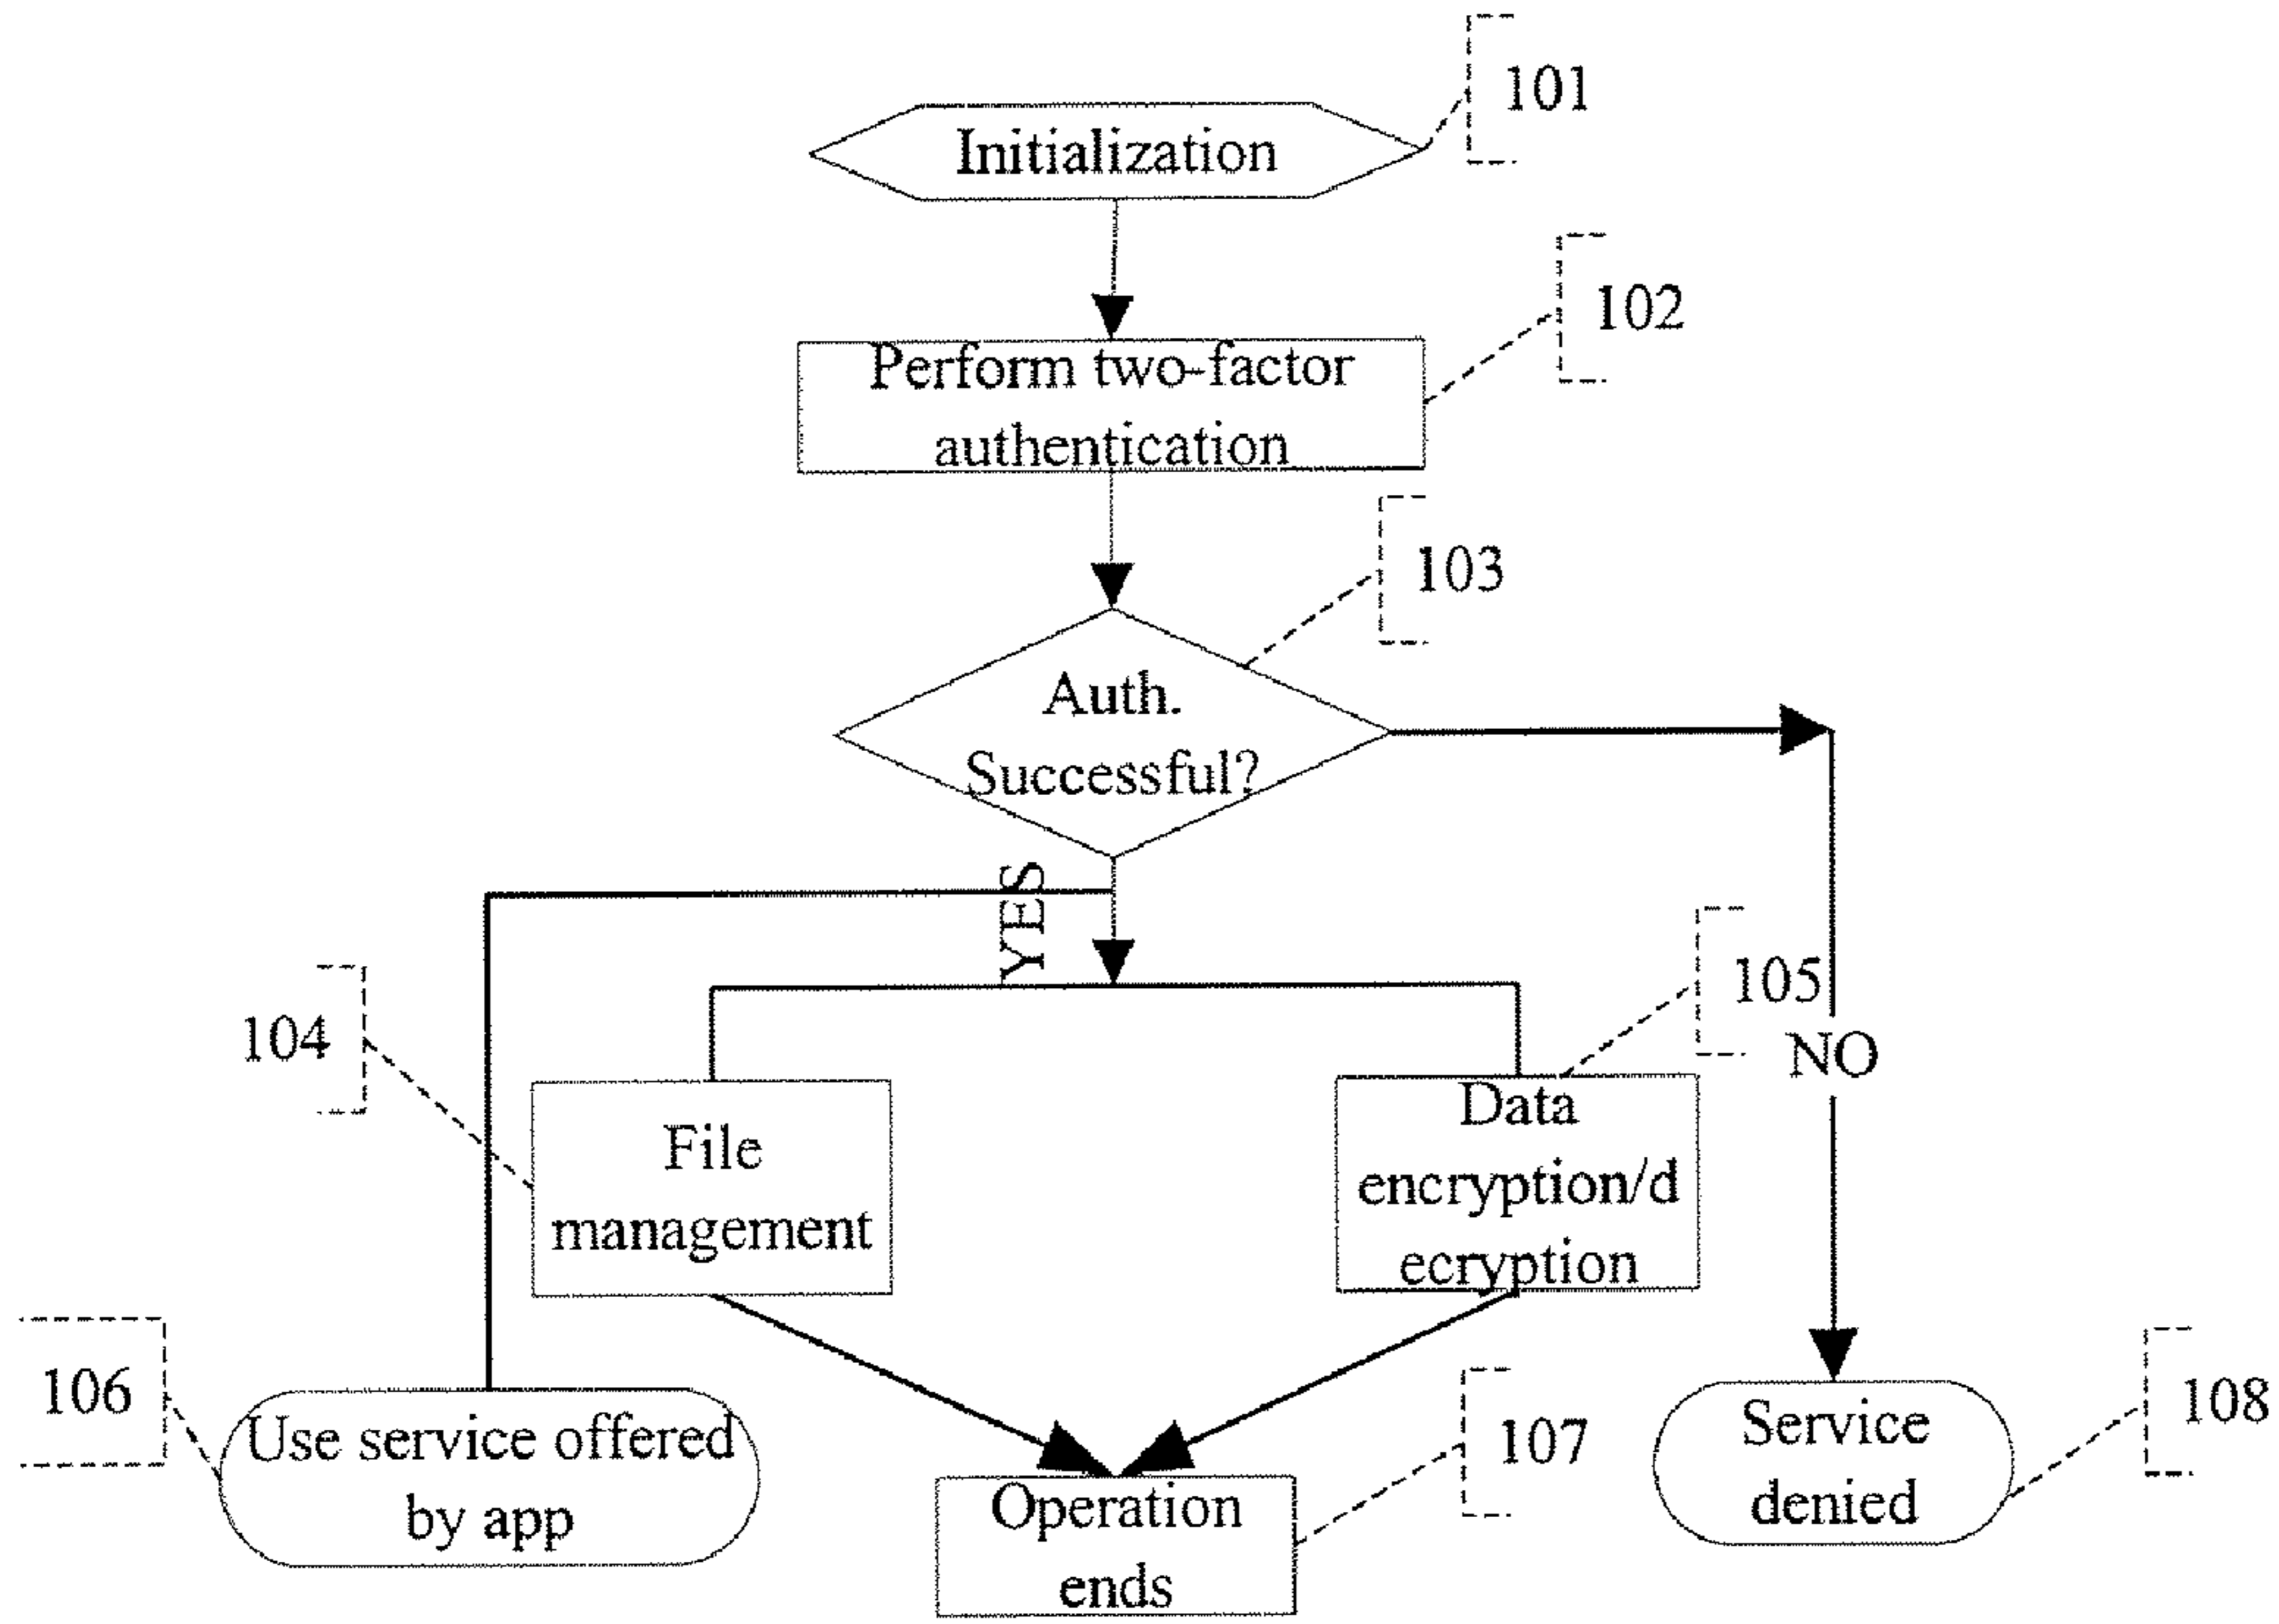 101
Initialization
102
Perform two-factor
authentication
103
Auth.
Successful?
YES
105
104
NO
File
management
Data
encryption/d
ecryption
106
Use service offered
by app
107
Operation
ends
108
Service
denied